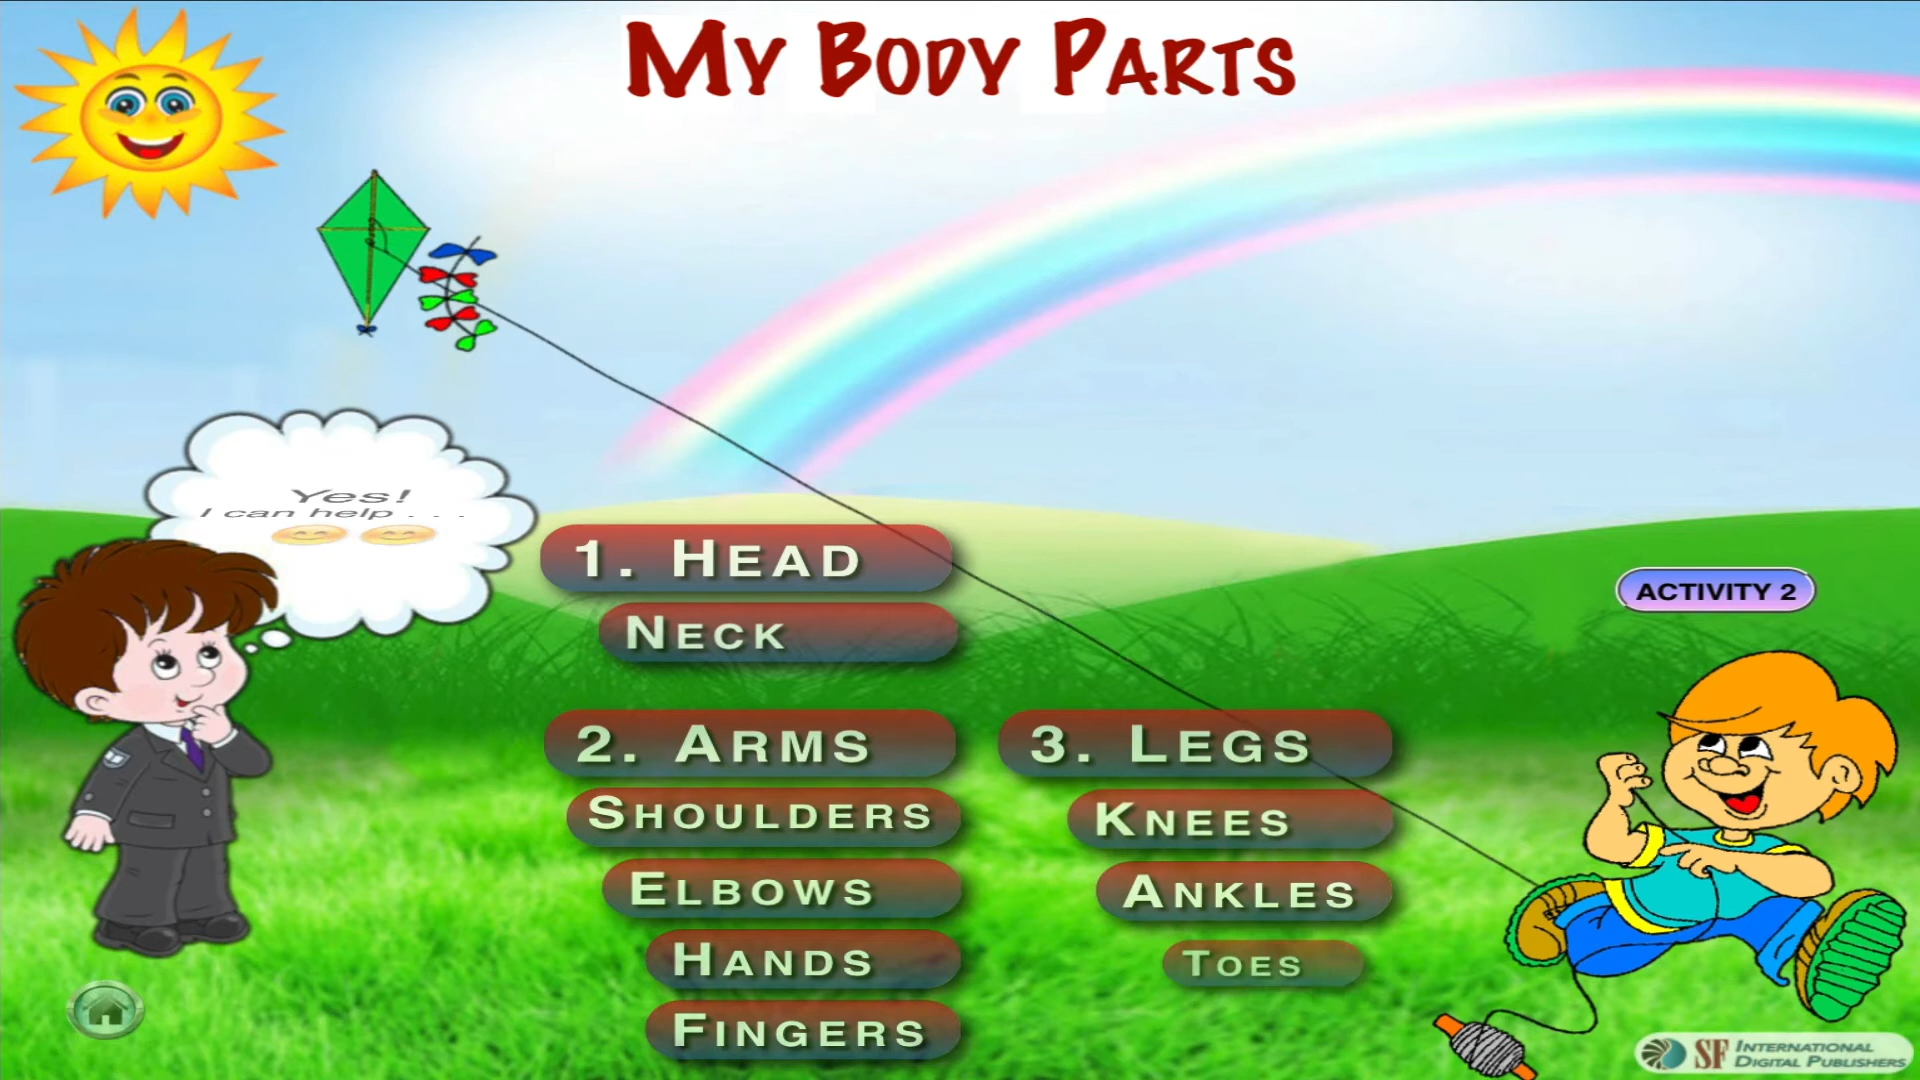 My Body Parts
Yes!
I can help . . .
1. Head
Neck
2. Arms
Shoulders
Elbows
Hands
Fingers
3. Legs
Knees
Ankles
Toes
ACTIVITY 2
SF International
Digital Publishers